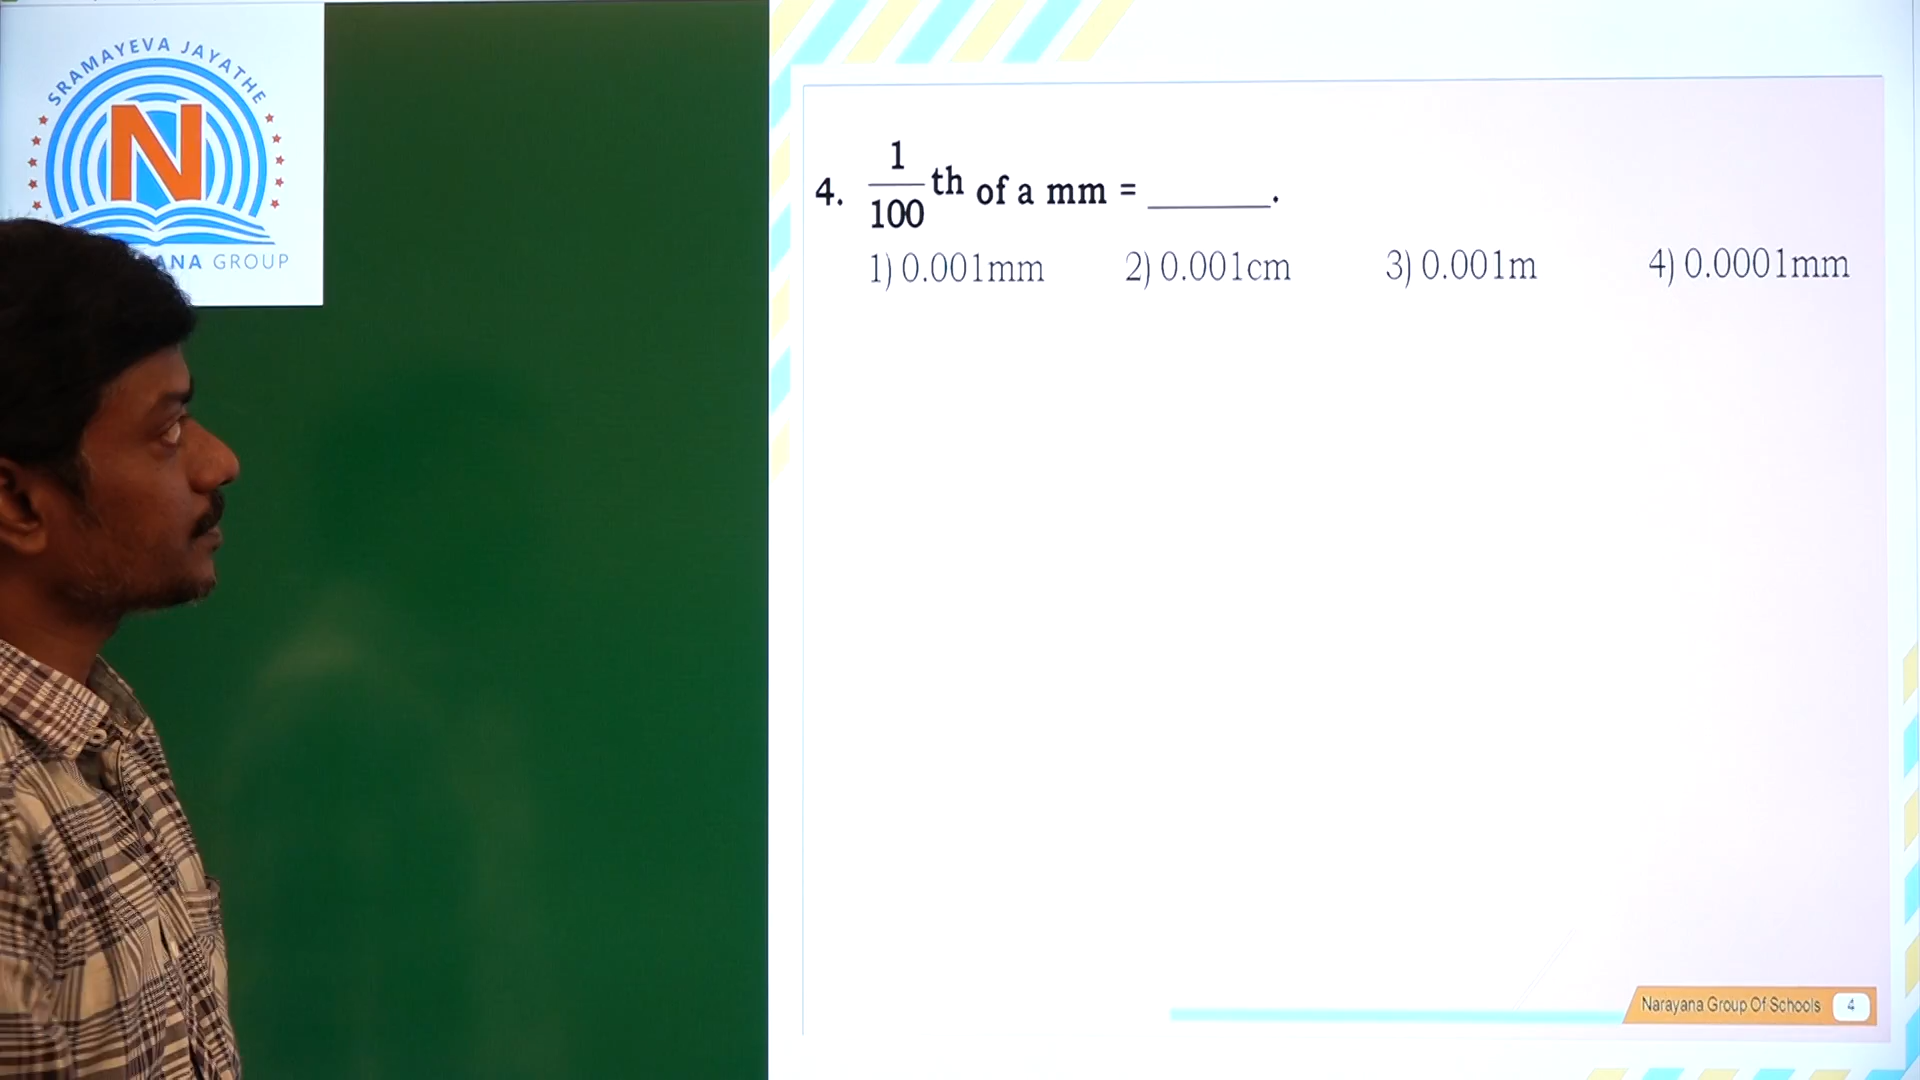 SRAMAYEVA JAYATHE
N
ANA GROUP
4. 1/100 th of a mm = ______.
1) 0.001mm 2) 0.001cm 3) 0.001m 4) 0.0001mm
Narayana Group Of Schools 4